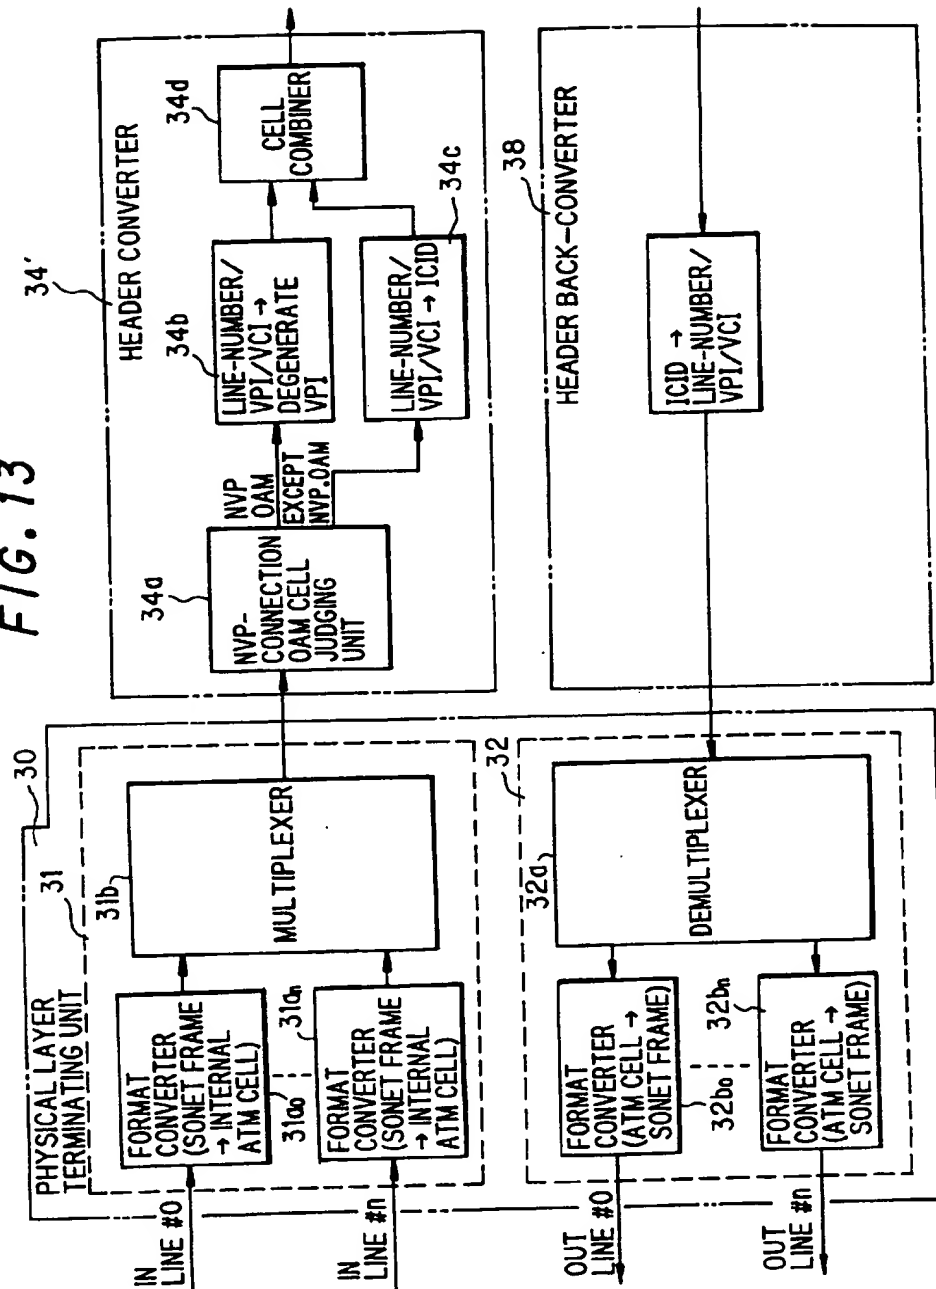 FIG. 13
PHYSICAL LAYER
TERMINATING UNIT
30
31
IN
LINE #0
FORMAT
CONVERTER
(SONET FRAME
→ INTERNAL
ATM CELL)
31a0
IN
LINE #n
FORMAT
CONVERTER
(SONET FRAME
→ INTERNAL
ATM CELL)
31an
31b
MULTIPLEXER
34'
HEADER CONVERTER
34a
NVP-
CONNECTION
OAM CELL
JUDGING
UNIT
NVP
OAM
EXCEPT
NVP.OAM
34b
LINE-NUMBER/
VPI/VCI →
DEGENERATE
VPI
LINE-NUMBER/
VPI/VCI → ICID
34c
34d
CELL
COMBINER
32
OUT
LINE #0
FORMAT
CONVERTER
(ATM CELL →
SONET FRAME)
32b0
OUT
LINE #n
FORMAT
CONVERTER
(ATM CELL →
SONET FRAME)
32bn
32a
DEMULTIPLEXER
HEADER BACK-CONVERTER
38
ICID →
LINE-NUMBER/
VPI/VCI